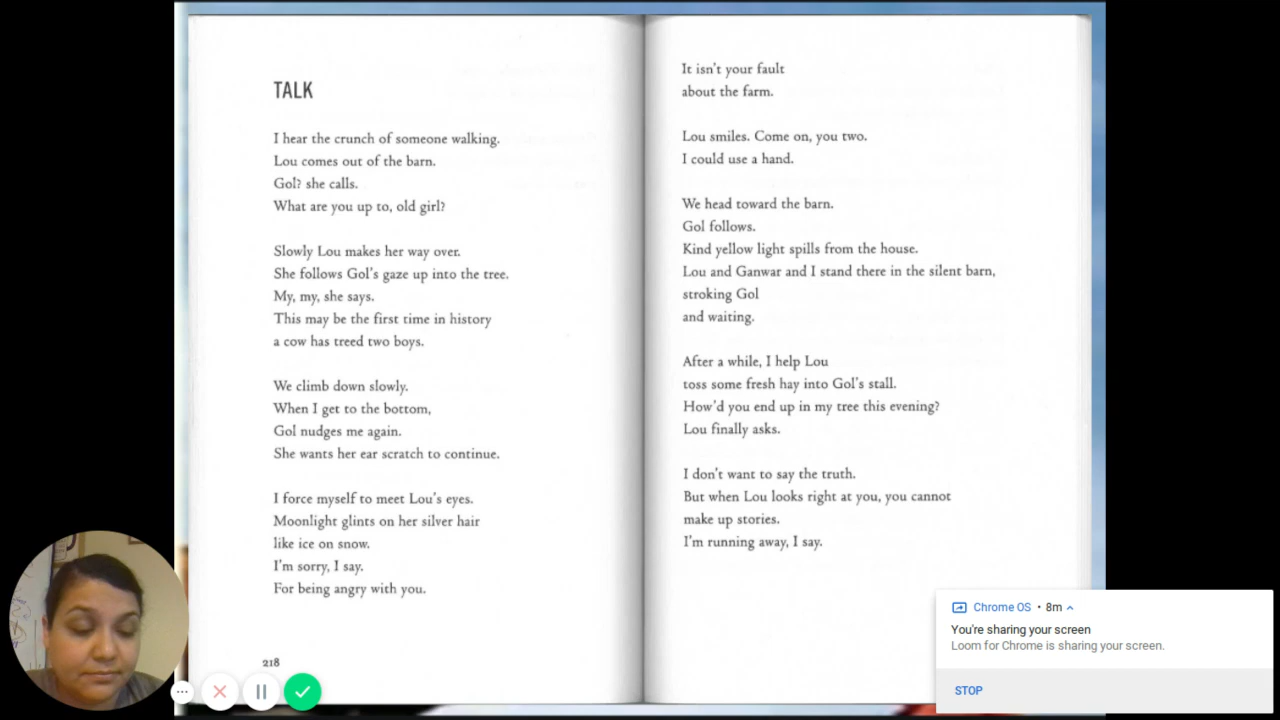 TALK
I hear the crunch of someone walking.
Lou comes out of the barn.
Gol? she calls.
What are you up to, old girl?
Slowly Lou makes her way over.
She follows Gol's gaze up into the tree.
My, my, she says.
This may be the first time in history
a cow has treed two boys.
We climb down slowly.
When I get to the bottom,
Gol nudges me again.
She wants her ear scratch to continue.
I force myself to meet Lou's eyes.
Moonlight glints on her silver hair
like ice on snow.
I'm sorry, I say.
For being angry with you.
218
It isn't your fault
about the farm.
Lou smiles. Come on, you two.
I could use a hand.
We head toward the barn.
Gol follows.
Kind yellow light spills from the house.
Lou and Ganwar and I stand there in the silent barn,
stroking Gol
and waiting.
After a while, I help Lou
toss some fresh hay into Gol's stall.
How'd you end up in my tree this evening?
Lou finally asks.
I don't want to say the truth.
But when Lou looks right at you, you cannot
make up stories.
I'm running away, I say.
Chrome OS • 8m
You're sharing your screen
Loom for Chrome is sharing your screen.
STOP